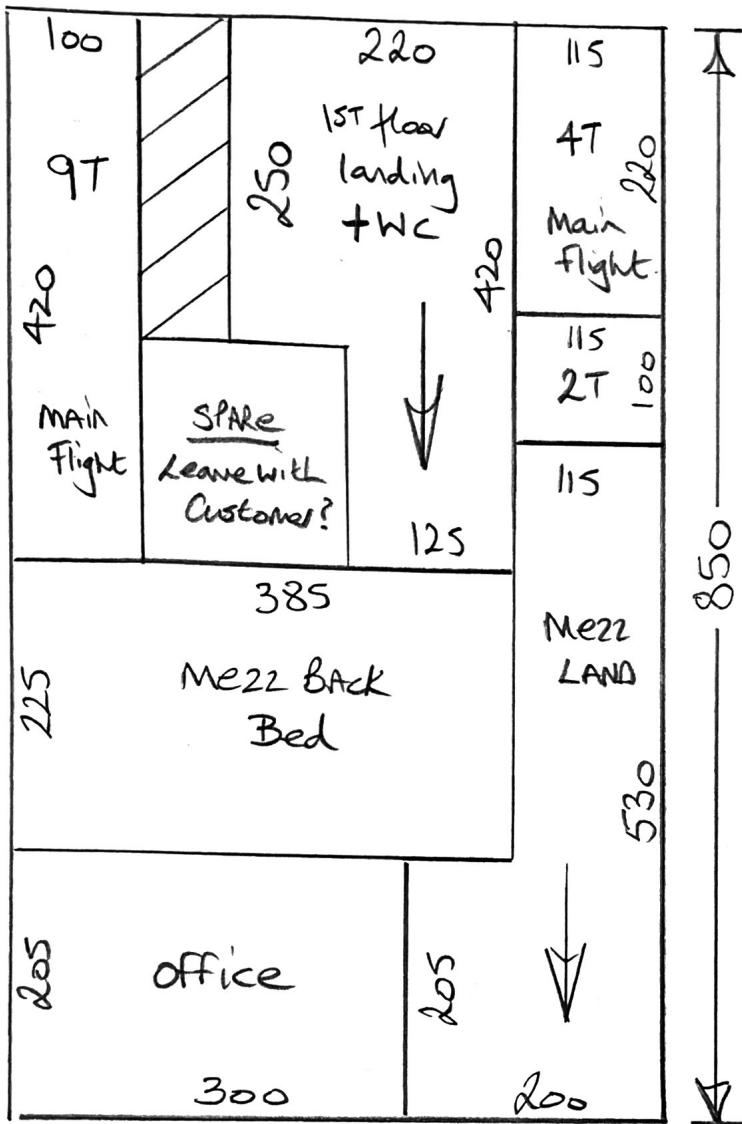 100
9T
420
MAIN
Flight
250
220
1ST floor
landing
+ WC
420
125
115
4T
220
Main
flight.
115
2T
100
115
Mezz
LAND
530
850
SPARe
Leave with
Customer?
385
225
Mezz BACK
Bed
205
office
300
205
200